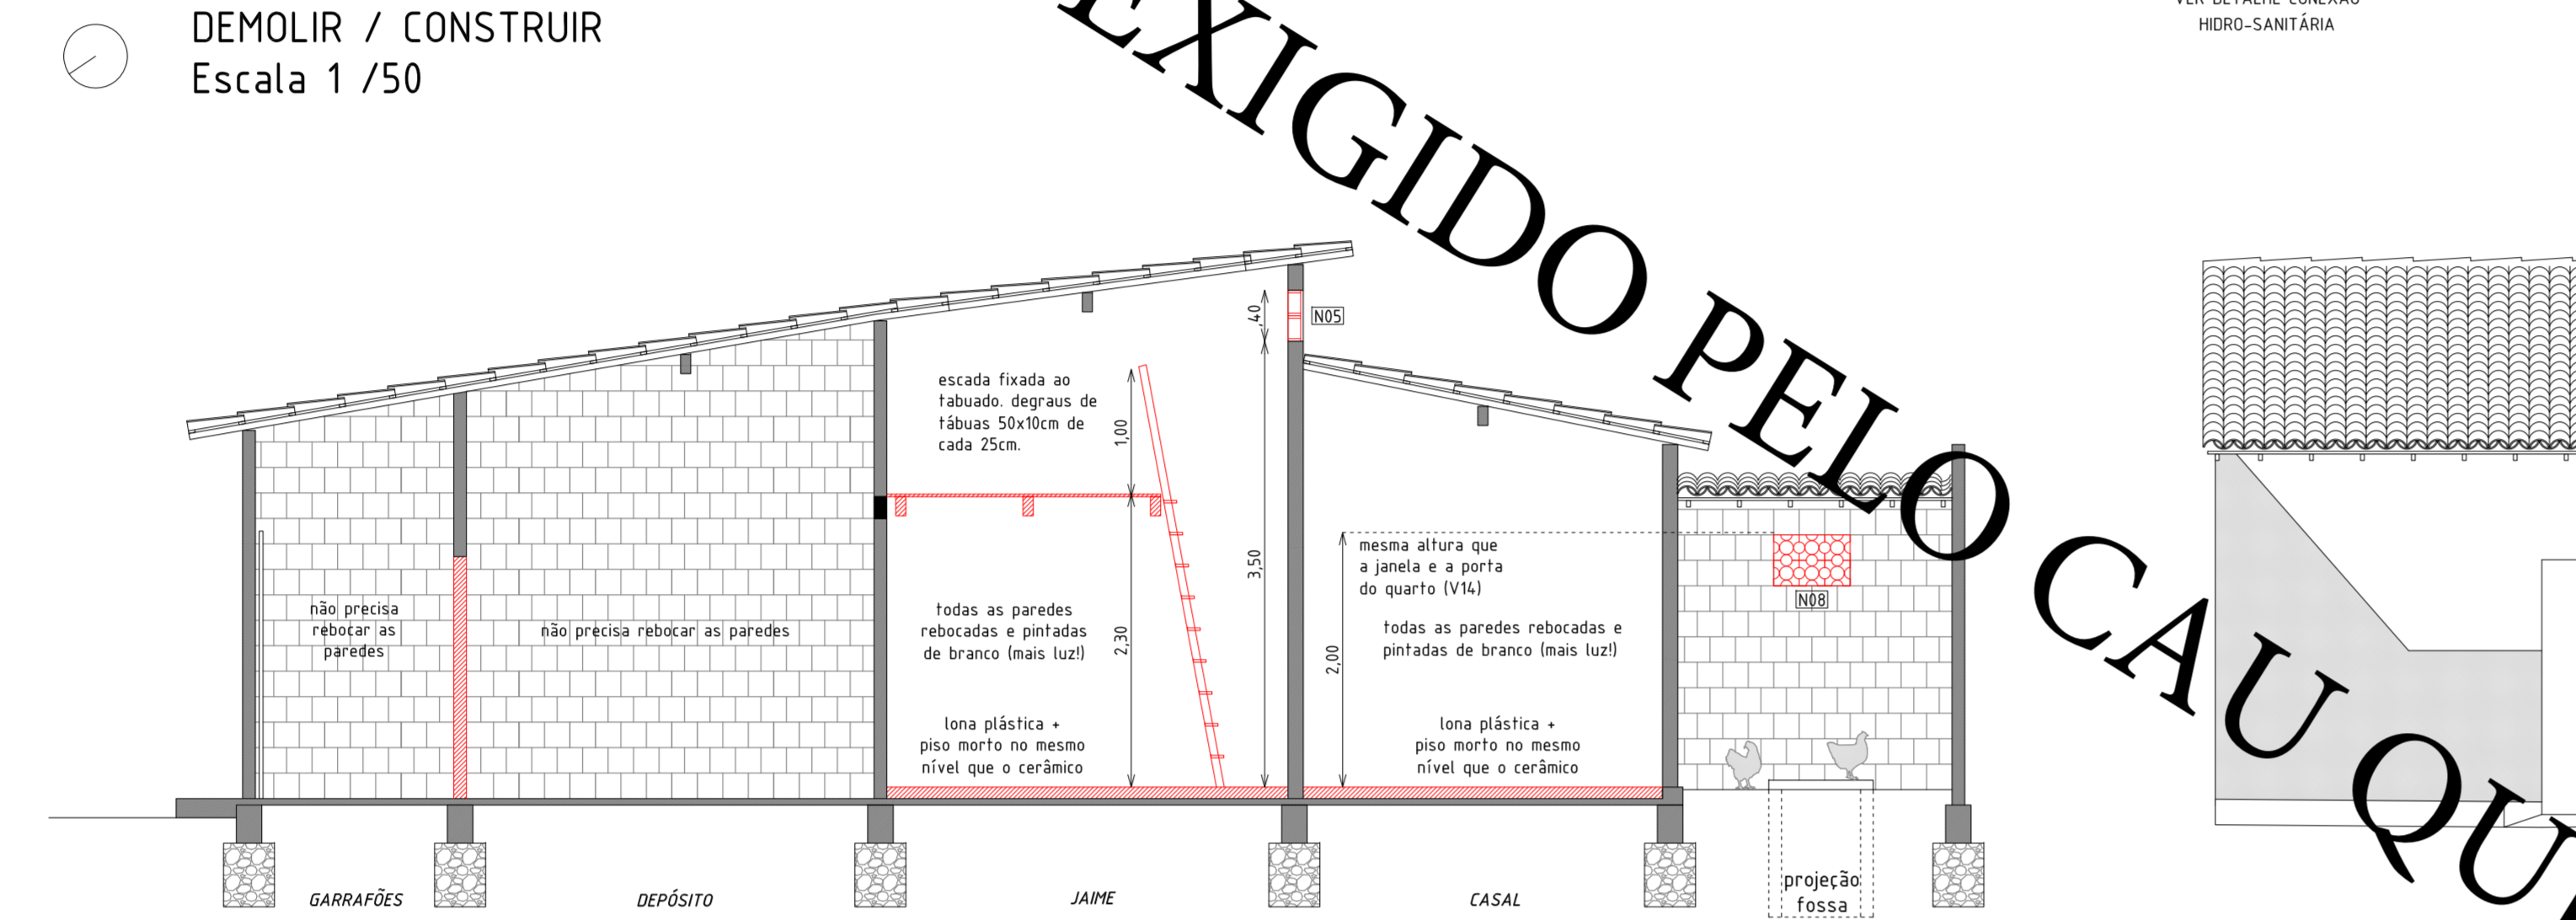 DEMOLIR / CONSTRUIR
Escala 1 /50
HIDRO-SANITÁRIA
EXIGIDO PELO CAU
,40
N05
escada fixada ao
tabuado. degraus de
tábuas 50x10cm de
cada 25cm.
1,00
3,50
2,30
2,00
mesma altura que
a janela e a porta
do quarto (V14)
N08
não precisa
rebocar as
paredes
não precisa rebocar as paredes
todas as paredes
rebocadas e pintadas
de branco (mais luz!)
todas as paredes rebocadas e
pintadas de branco (mais luz!)
lona plástica +
piso morto no mesmo
nível que o cerâmico
lona plástica +
piso morto no mesmo
nível que o cerâmico
GARRAFÕES
DEPÓSITO
JAIME
CASAL
projeção
fossa